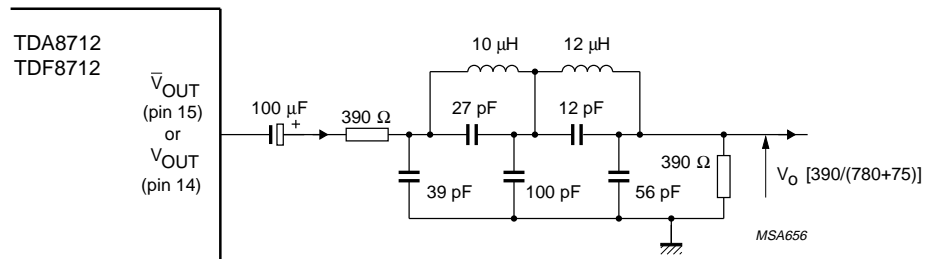 TDA8712
TDF8712
V̅OUT
(pin 15)
or
VOUT
(pin 14)
100 μF
+
390 Ω
10 μH
12 μH
27 pF
12 pF
39 pF
100 pF
56 pF
390 Ω
VO [390/(780+75)]
MSA656